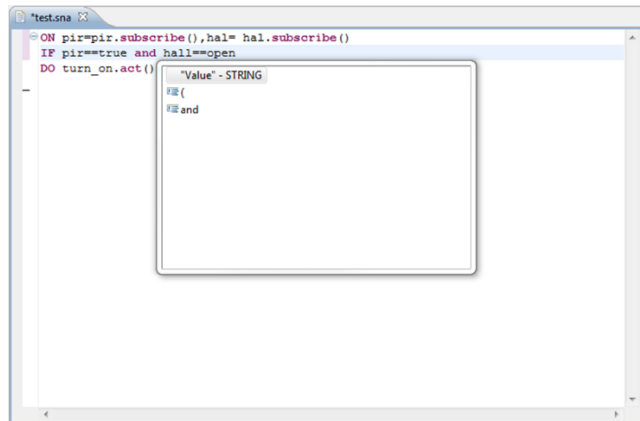 *test.sna
ON pir=pir.subscribe(),hal= hal.subscribe()
IF pir==true and hall==open
DO turn_on.act()
"Value" - STRING
(
and